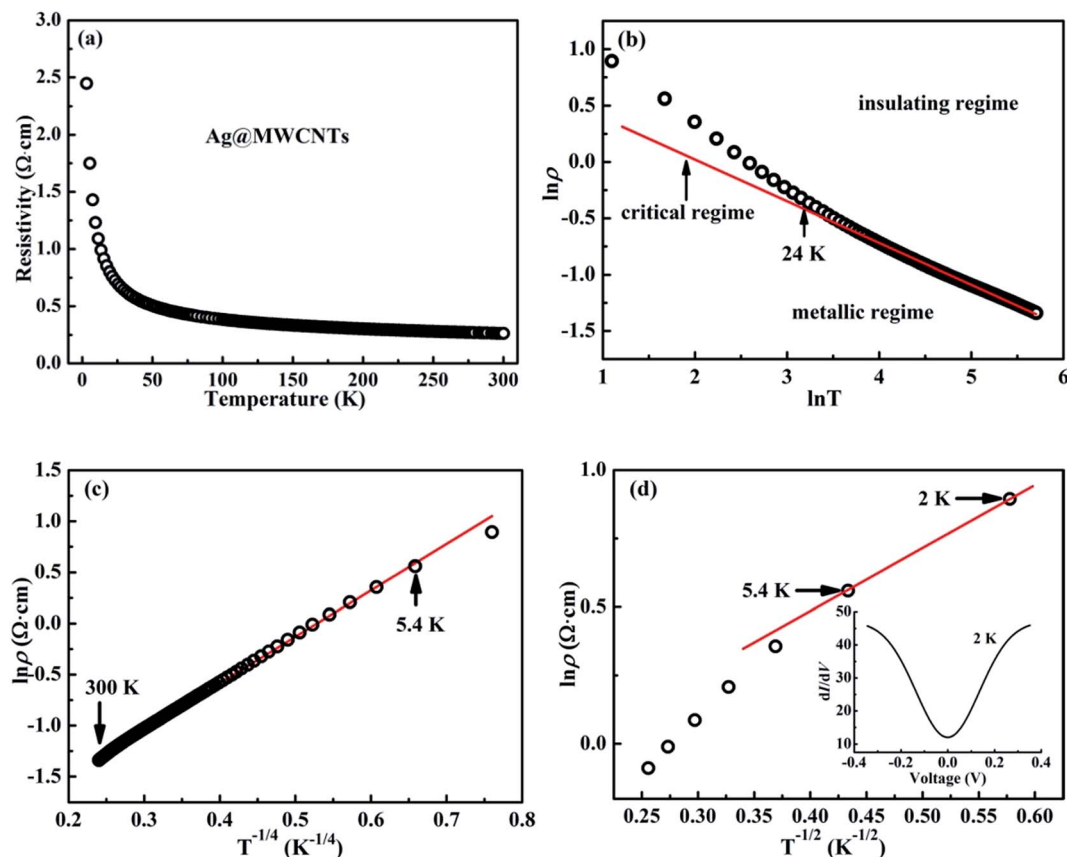 (a)
Ag@MWCNTs
Resistivity (Ω·cm)
3.0
2.5
2.0
1.5
1.0
0.5
0.0
0 50 100 150 200 250 300
Temperature (K)
(b)
insulating regime
critical regime
24 K
metallic regime
lnρ
1.0
0.5
0.0
-0.5
-1.0
-1.5
1 2 3 4 5 6
lnT
(c)
300 K
5.4 K
lnρ (Ω·cm)
1.5
1.0
0.5
0.0
-0.5
-1.0
-1.5
0.2 0.3 0.4 0.5 0.6 0.7 0.8
T⁻¹/⁴ (K⁻¹/⁴)
(d)
2 K
5.4 K
lnρ (Ω·cm)
1.0
0.5
0.0
0.25 0.30 0.35 0.40 0.45 0.50 0.55 0.60
T⁻¹/² (K⁻¹/²)
2 K
dI/dV
50
40
30
20
10
-0.4 -0.2 0.0 0.2 0.4
Voltage (V)